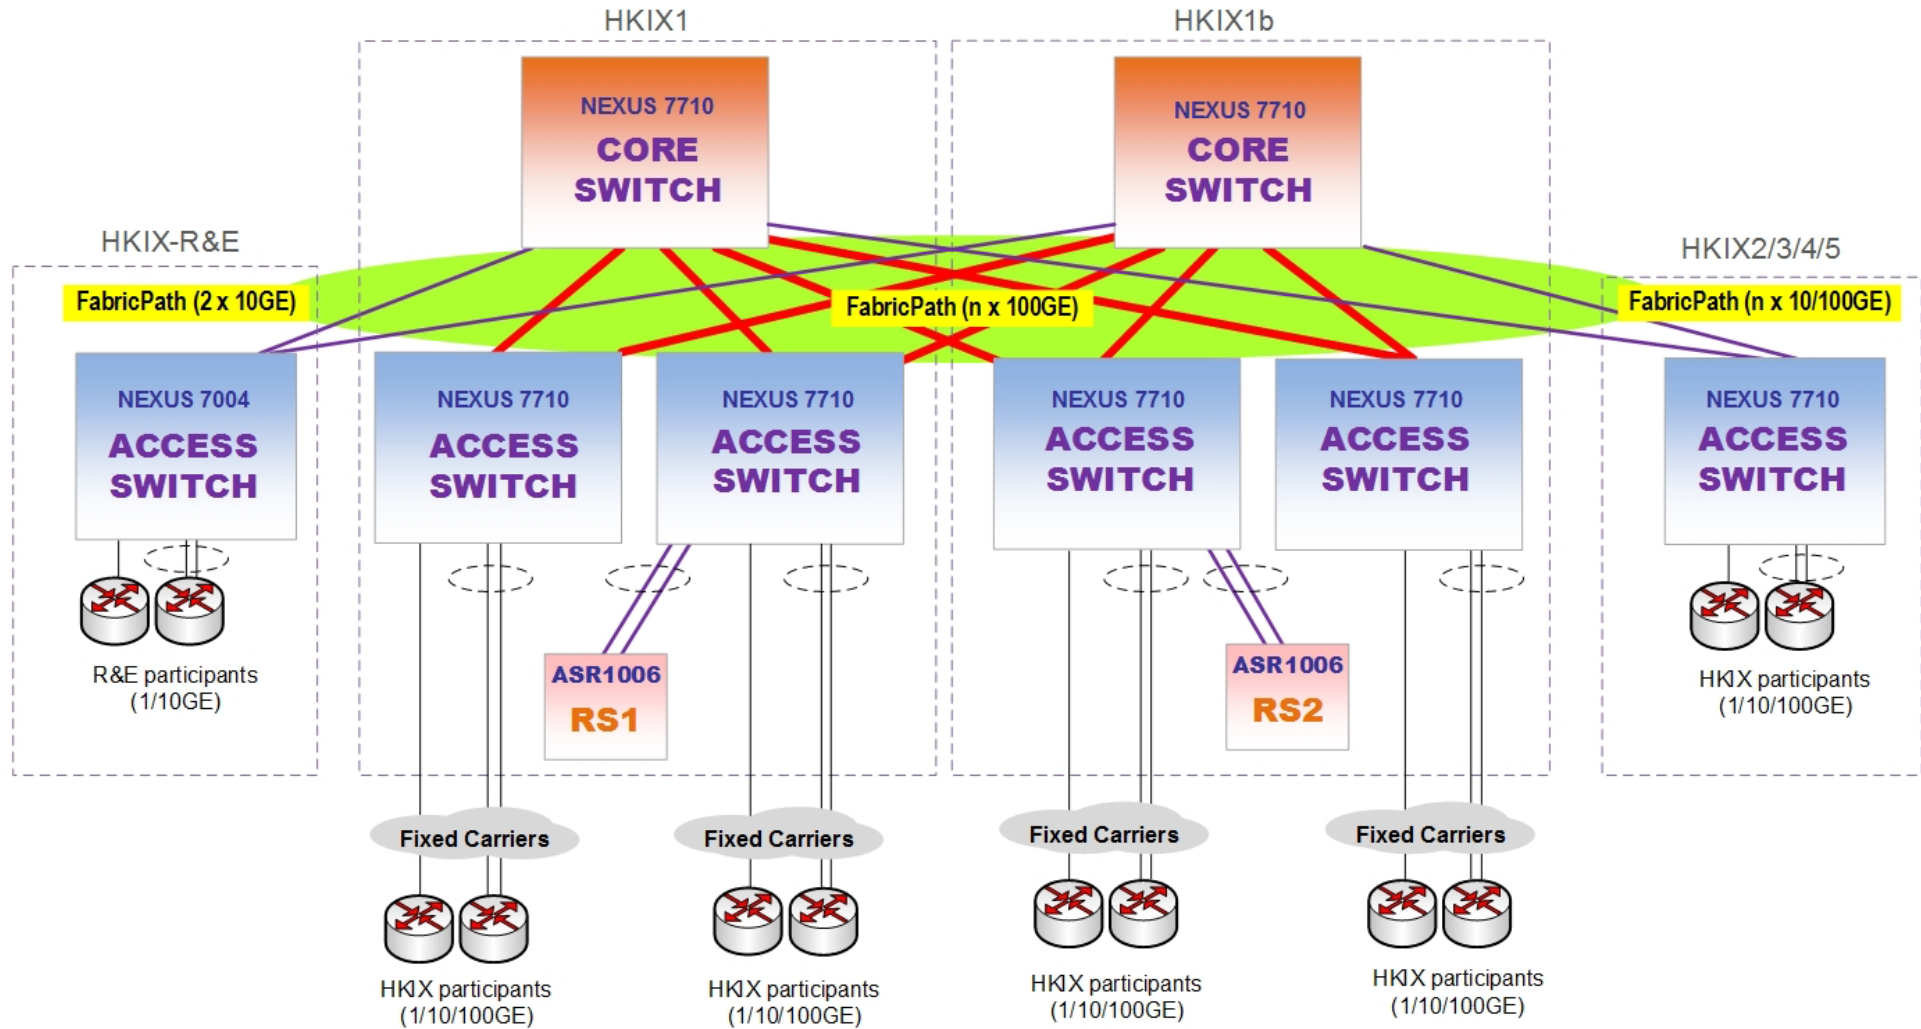 HKIX1
HKIX1b
NEXUS 7710
CORE
SWITCH
NEXUS 7710
CORE
SWITCH
HKIX-R&E
HKIX2/3/4/5
FabricPath (2 x 10GE)
FabricPath (n x 100GE)
FabricPath (n x 10/100GE)
NEXUS 7004
ACCESS
SWITCH
NEXUS 7710
ACCESS
SWITCH
NEXUS 7710
ACCESS
SWITCH
NEXUS 7710
ACCESS
SWITCH
NEXUS 7710
ACCESS
SWITCH
NEXUS 7710
ACCESS
SWITCH
R&E participants
(1/10GE)
ASR1006
RS1
ASR1006
RS2
HKIX participants
(1/10/100GE)
Fixed Carriers
Fixed Carriers
Fixed Carriers
Fixed Carriers
HKIX participants
(1/10/100GE)
HKIX participants
(1/10/100GE)
HKIX participants
(1/10/100GE)
HKIX participants
(1/10/100GE)